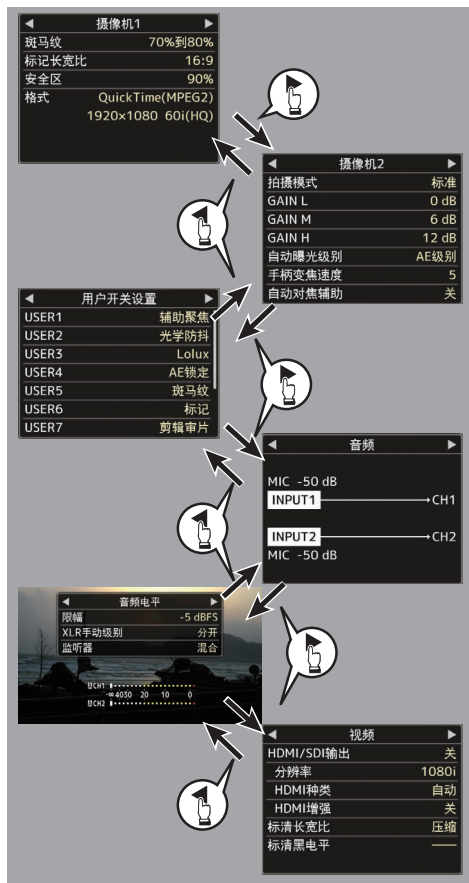 摄像机1
斑马纹 70%到80%
标记长宽比 16:9
安全区 90%
格式 QuickTime(MPEG2)
1920×1080 60i(HQ)
摄像机2
拍摄模式 标准
GAIN L 0 dB
GAIN M 6 dB
GAIN H 12 dB
自动曝光级别 AE级别
手柄变焦速度 5
自动对焦辅助 关
用户开关设置
USER1 辅助聚焦
USER2 光学防抖
USER3 Lolux
USER4 AE锁定
USER5 斑马纹
USER6 标记
USER7 剪辑审片
音频
MIC -50 dB
INPUT1 CH1
INPUT2 CH2
MIC -50 dB
音频电平
限幅 -5 dBFS
XLR手动级别 分开
监听器 混合
CH1
-∞ 40 30 20 10 0
CH2
视频
HDMI/SDI输出 关
分辨率 1080i
HDMI种类 自动
HDMI增强 关
标清长宽比 压缩
标清黑电平 ——